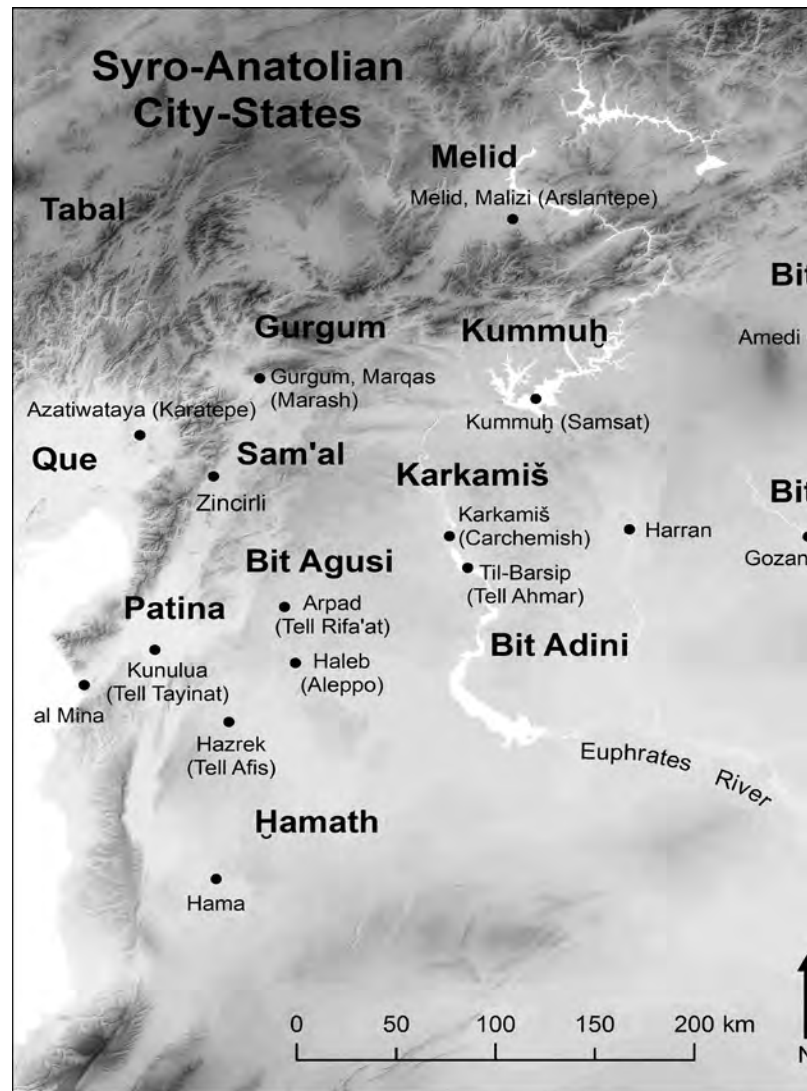 Syro-Anatolian
City-States
Melid
Melid, Malizi (Arslantepe)
Tabal
Bit
Gurgum
Kummuḫ
Amedi
Gurgum, Marqas
(Marash)
Azatiwataya (Karatepe)
Kummuḫ (Samsat)
Que
Sam'al
Zincirli
Karkamiš
Bit
Karkamiš
(Carchemish)
Harran
Gozan
Bit Agusi
Til-Barsip
(Tell Ahmar)
Patina
Arpad
(Tell Rifa'at)
Bit Adini
Kunulua
(Tell Tayinat)
Haleb
(Aleppo)
al Mina
Hazrek
(Tell Afis)
Euphrates River
Ḫamath
Hama
0 50 100 150 200 km
N